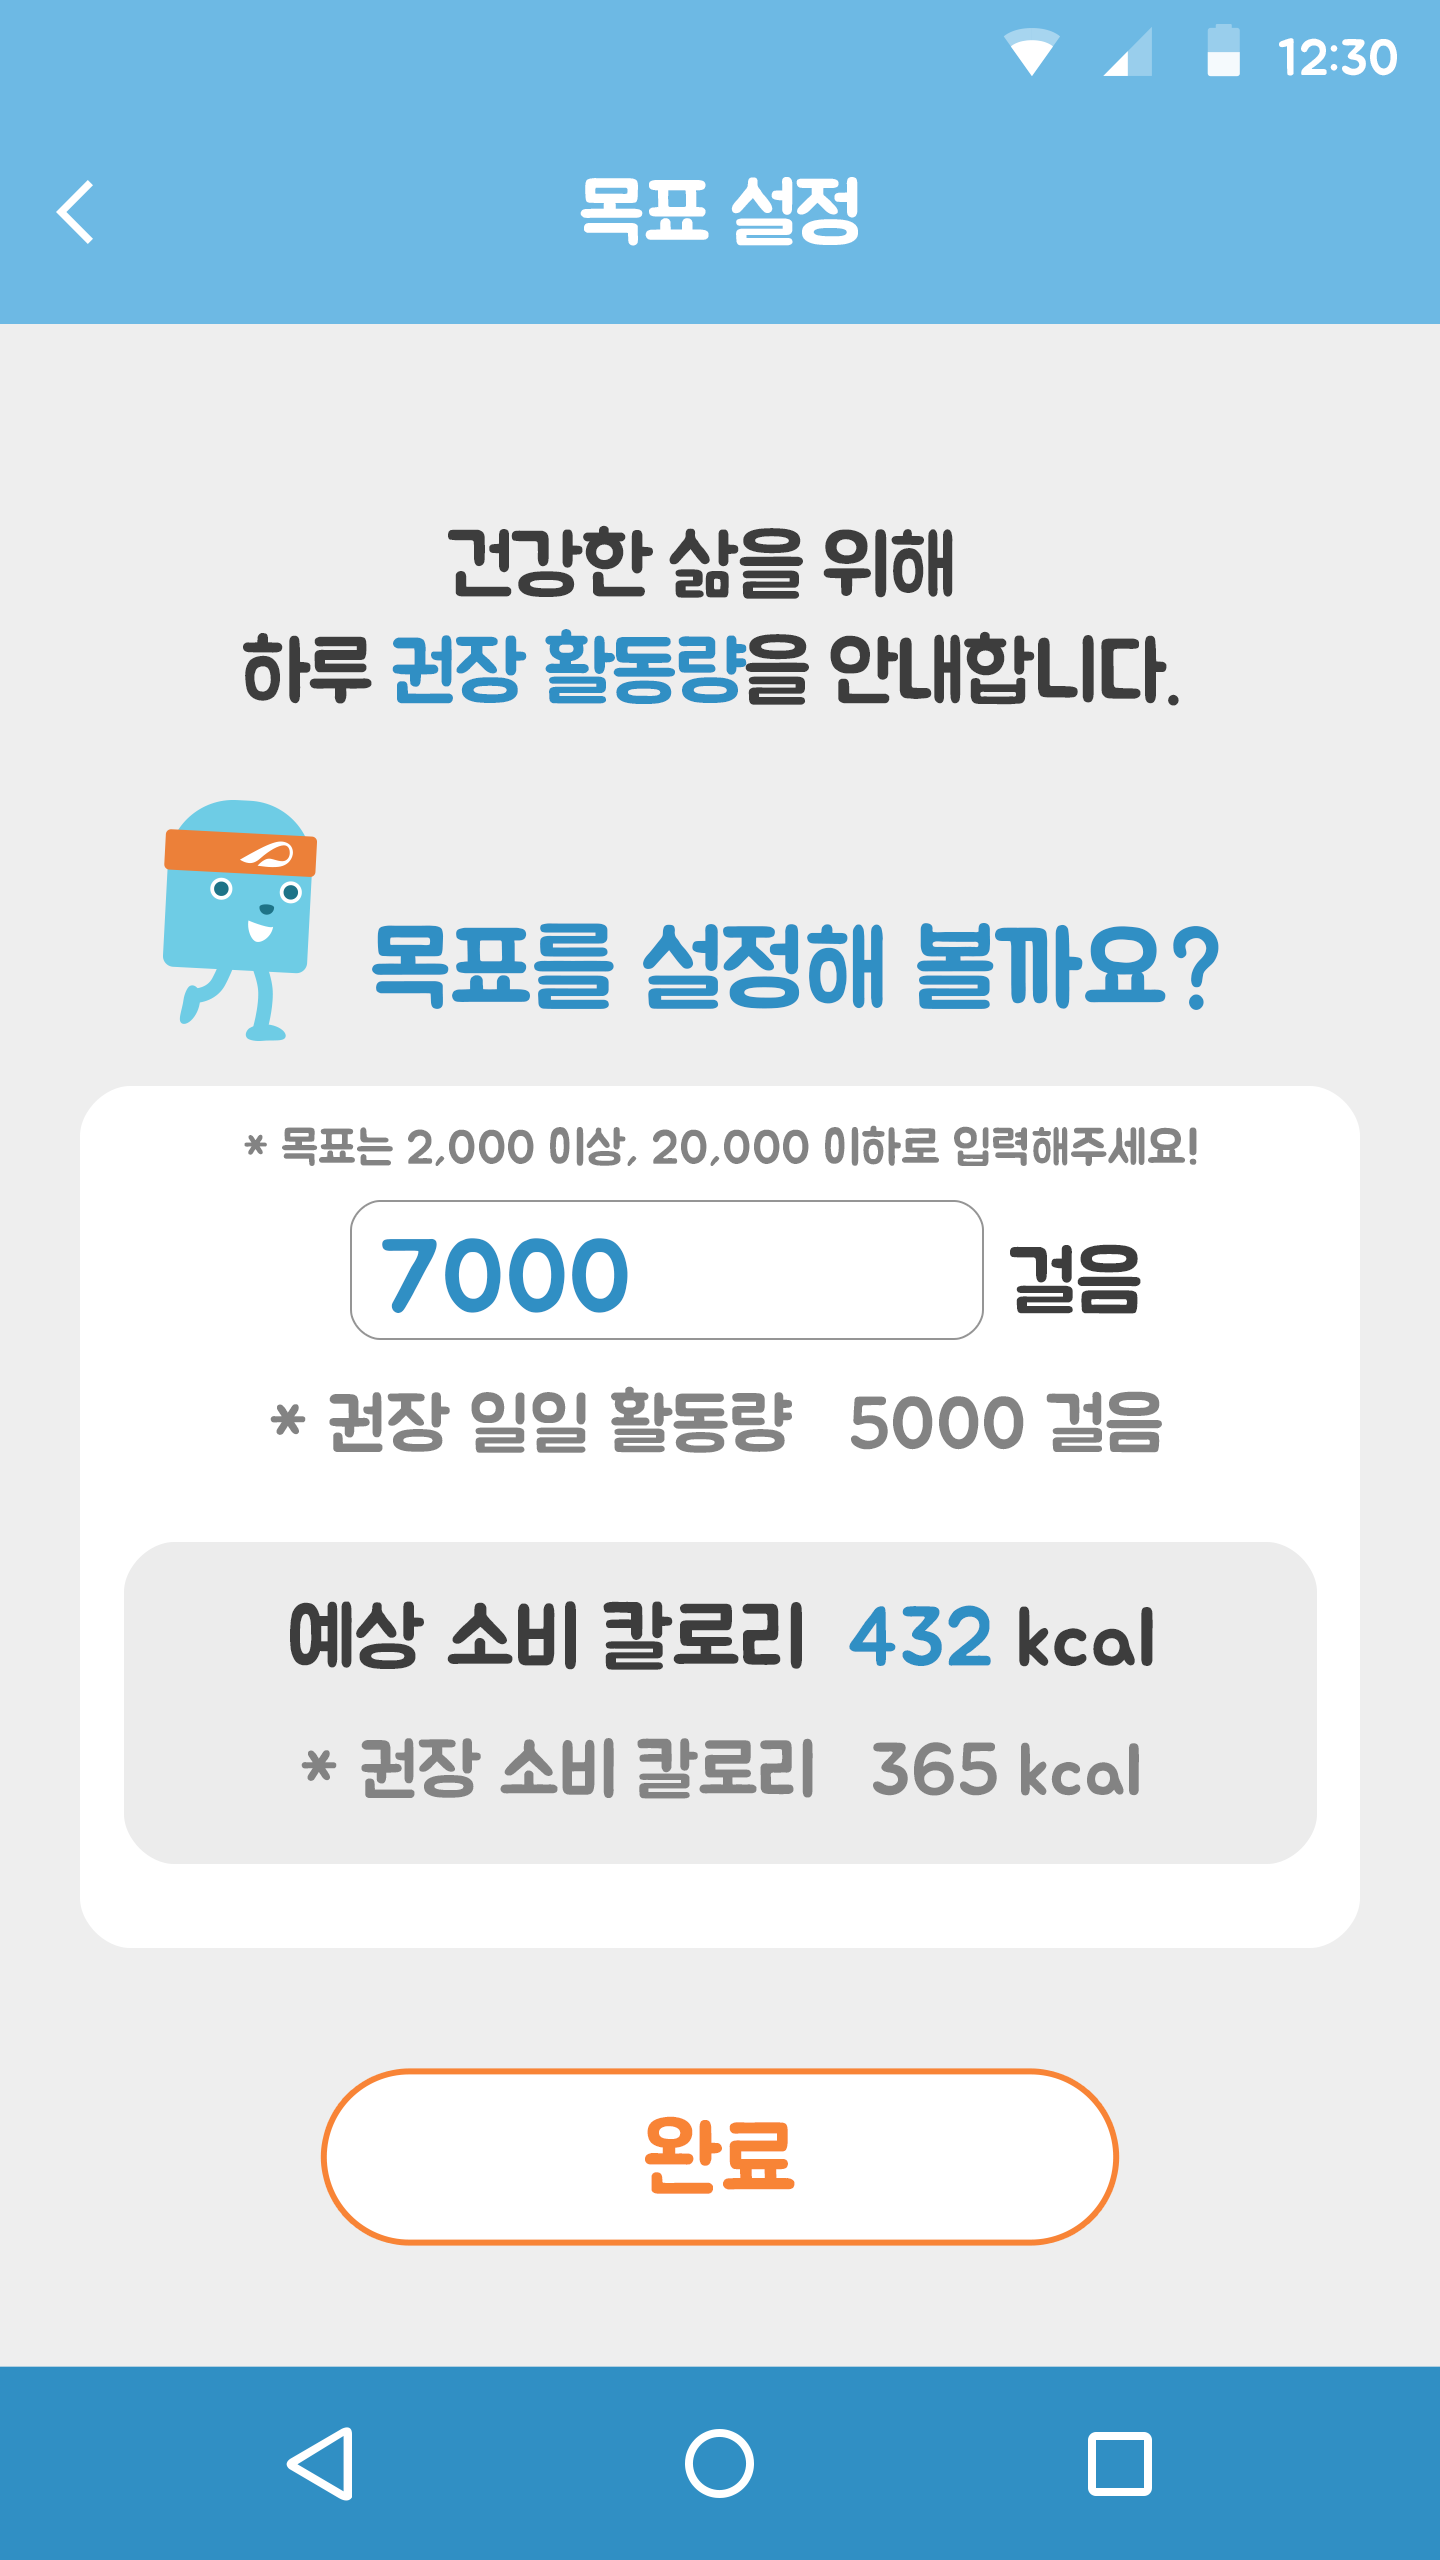 12:30
목표 설정
건강한 삶을 위해
하루 권장 활동량을 안내합니다.
목표를 설정해 볼까요?
* 목표는 2,000 이상, 20,000 이하로 입력해주세요!
7000 걸음
* 권장 일일 활동량 5000 걸음
예상 소비 칼로리 432 kcal
* 권장 소비 칼로리 365 kcal
완료